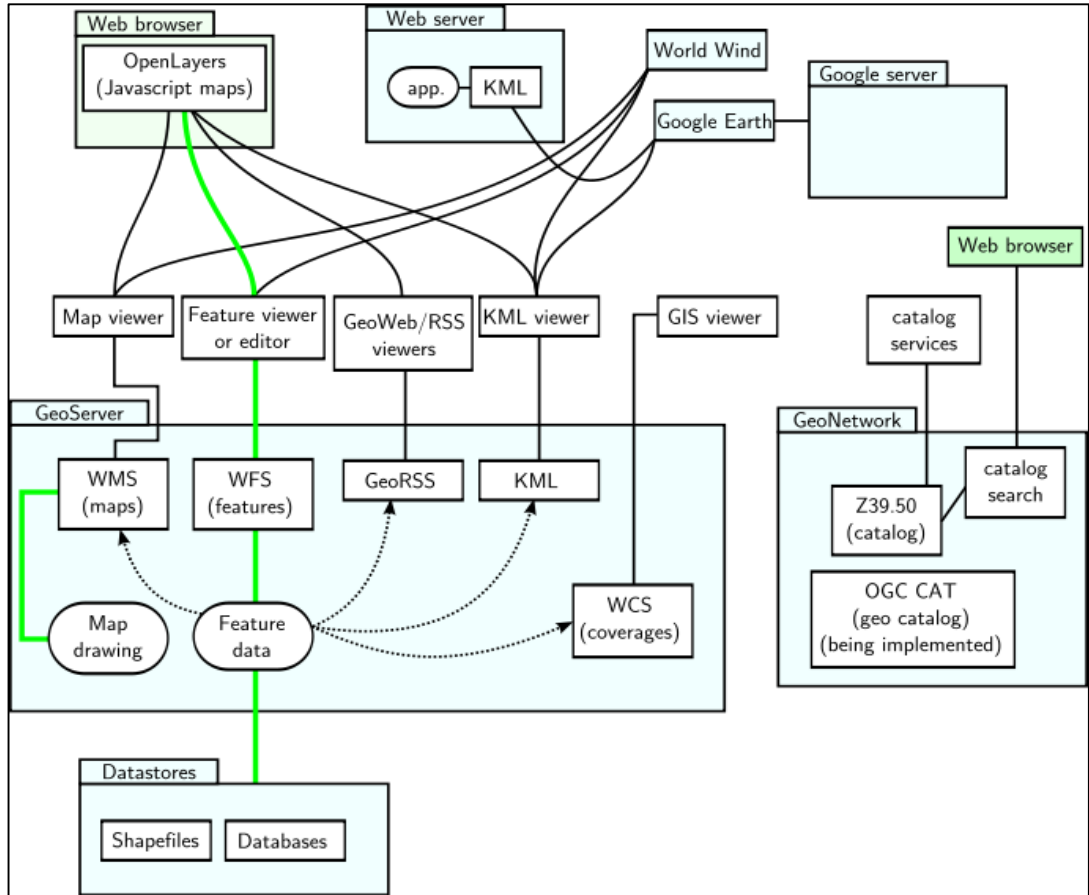 Web browser
OpenLayers
(Javascript maps)
Web server
app.
KML
World Wind
Google Earth
Google server
Web browser
Map viewer
Feature viewer
or editor
GeoWeb/RSS
viewers
KML viewer
GIS viewer
catalog
services
GeoServer
WMS
(maps)
WFS
(features)
GeoRSS
KML
Map
drawing
Feature
data
WCS
(coverages)
GeoNetwork
catalog
search
Z39.50
(catalog)
OGC CAT
(geo catalog)
(being implemented)
Datastores
Shapefiles
Databases